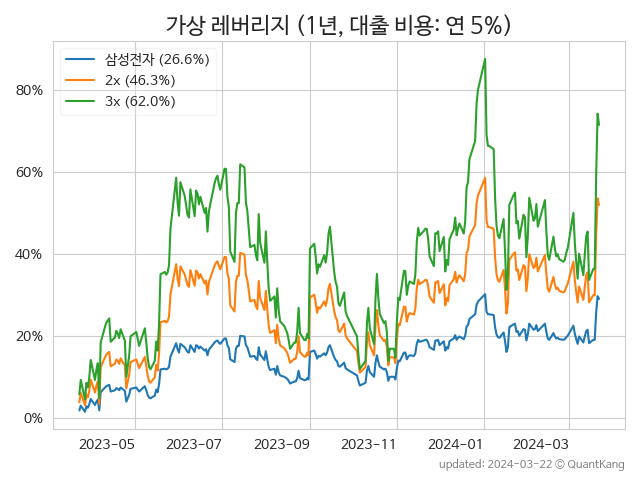 가상 레버리지 (1년, 대출 비용: 연 5%)
삼성전자 (26.6%)
2x (46.3%)
3x (62.0%)
80%
60%
40%
20%
0%
2023-05 2023-07 2023-09 2023-11 2024-01 2024-03
updated: 2024-03-22 © QuantKang